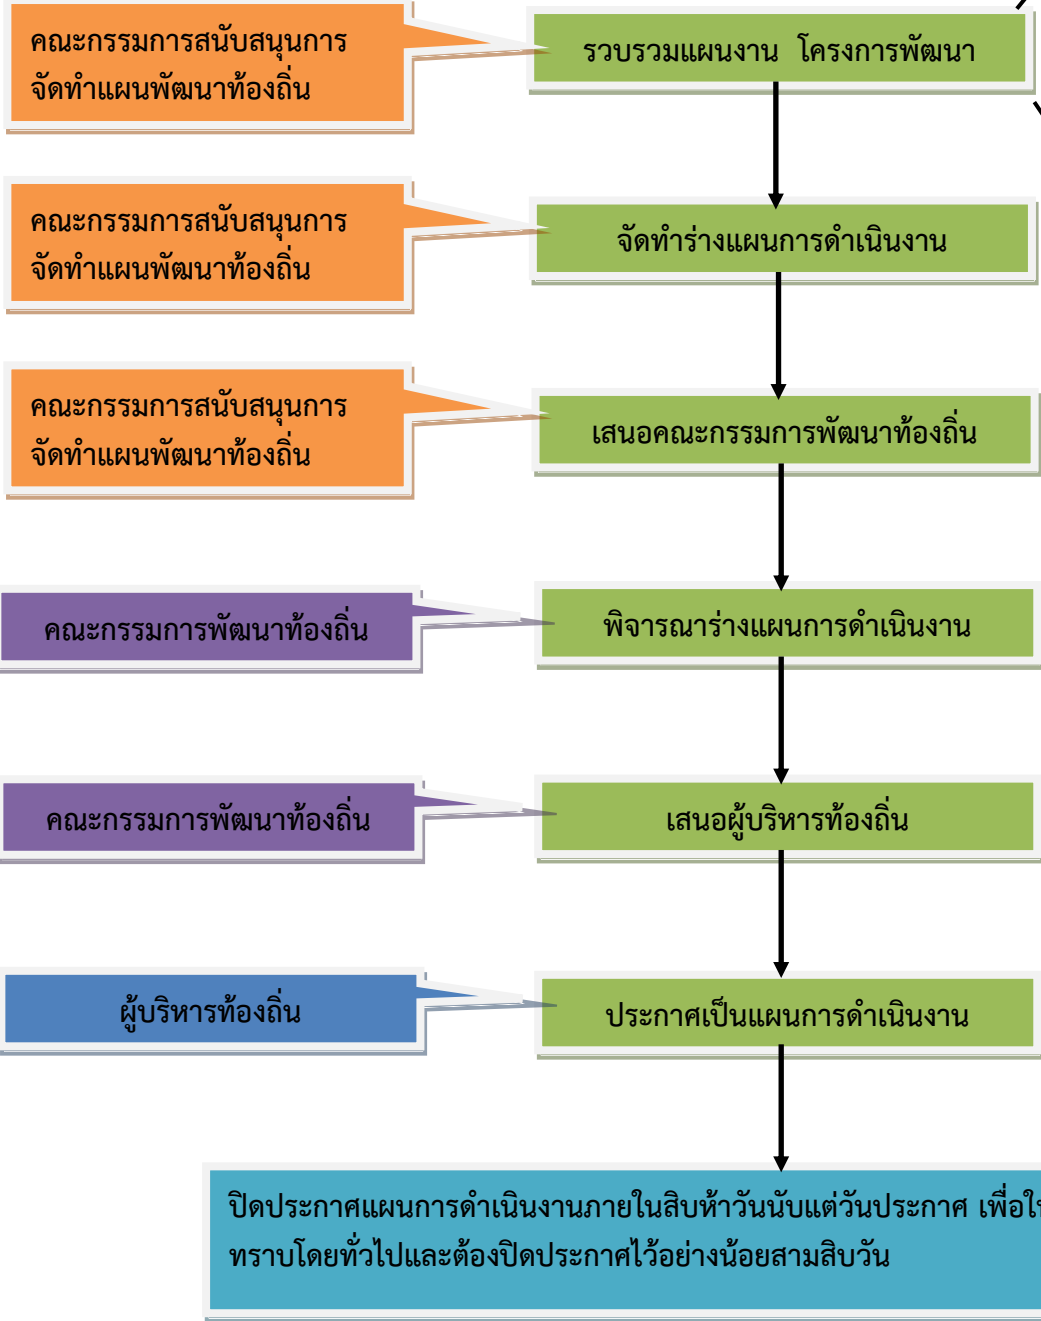 คณะกรรมการสนับสนุนการ
จัดทำแผนพัฒนาท้องถิ่น
รวบรวมแผนงาน โครงการพัฒนา
คณะกรรมการสนับสนุนการ
จัดทำแผนพัฒนาท้องถิ่น
จัดทำร่างแผนการดำเนินงาน
คณะกรรมการสนับสนุนการ
จัดทำแผนพัฒนาท้องถิ่น
เสนอคณะกรรมการพัฒนาท้องถิ่น
คณะกรรมการพัฒนาท้องถิ่น
พิจารณาร่างแผนการดำเนินงาน
คณะกรรมการพัฒนาท้องถิ่น
เสนอผู้บริหารท้องถิ่น
ผู้บริหารท้องถิ่น
ประกาศเป็นแผนการดำเนินงาน
ปิดประกาศแผนการดำเนินงานภายในสิบห้าวันนับแต่วันประกาศ เพื่อ
ทราบโดยทั่วไปและต้องปิดประกาศไว้อย่างน้อยสามสิบวัน